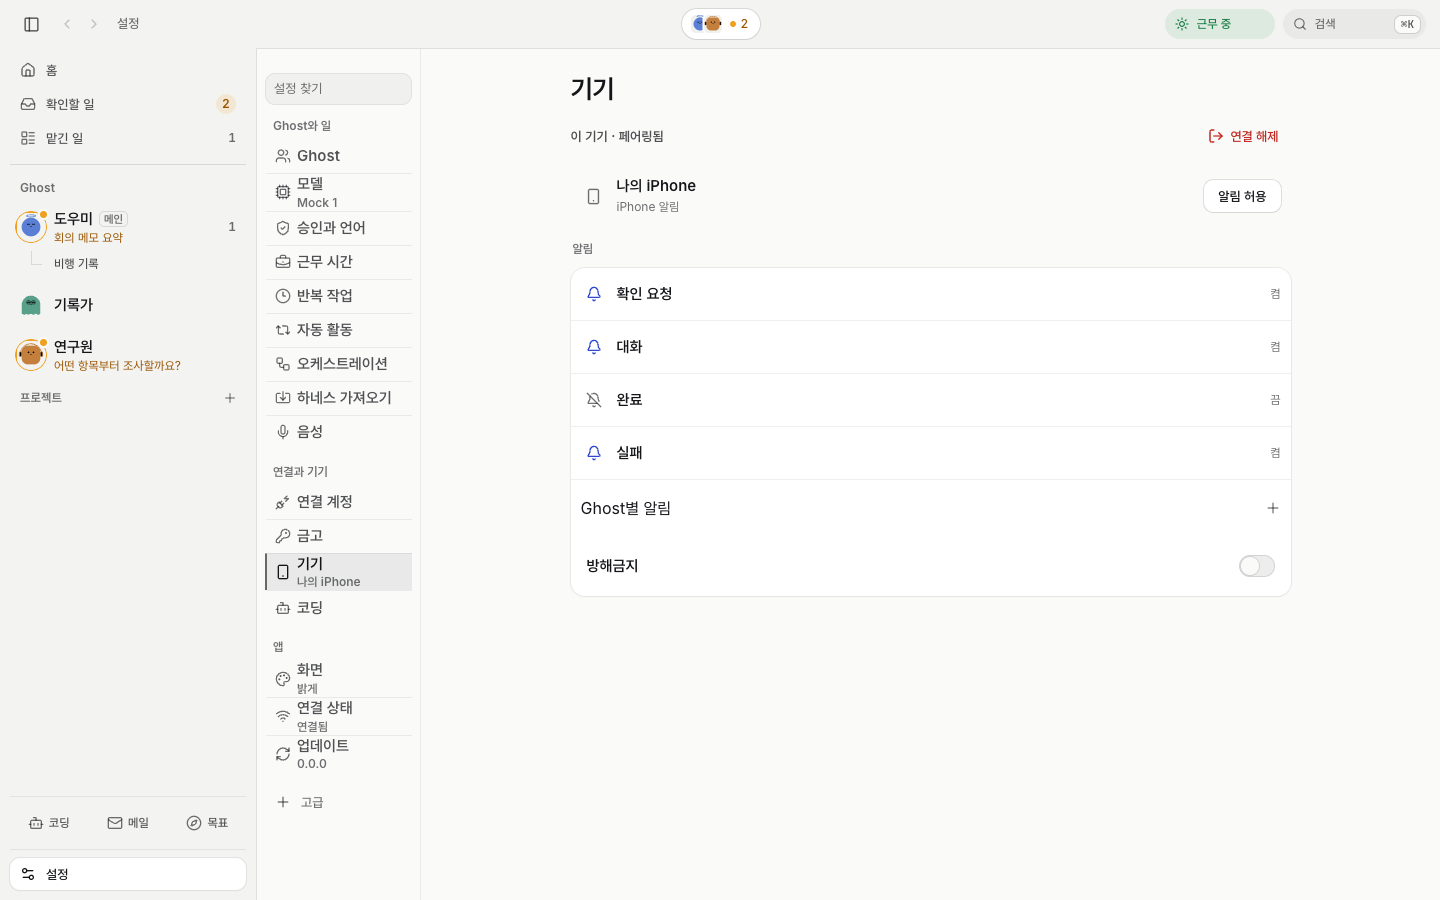 설정
2
근무 중
검색
⌘K
홈
확인할 일
2
맡긴 일
1
Ghost
도우미
메인
회의 메모 요약
1
비행 기록
기록가
연구원
어떤 항목부터 조사할까요?
프로젝트
코딩
메일
목표
설정
설정 찾기
Ghost와 일
Ghost
모델
Mock 1
승인과 언어
근무 시간
반복 작업
자동 활동
오케스트레이션
하네스 가져오기
음성
연결과 기기
연결 계정
금고
기기
나의 iPhone
코딩
앱
화면
밝게
연결 상태
연결됨
업데이트
0.0.0
고급
기기
이 기기 · 페어링됨
연결 해제
나의 iPhone
iPhone 알림
알림 허용
알림
확인 요청
켬
대화
켬
완료
끔
실패
켬
Ghost별 알림
방해금지